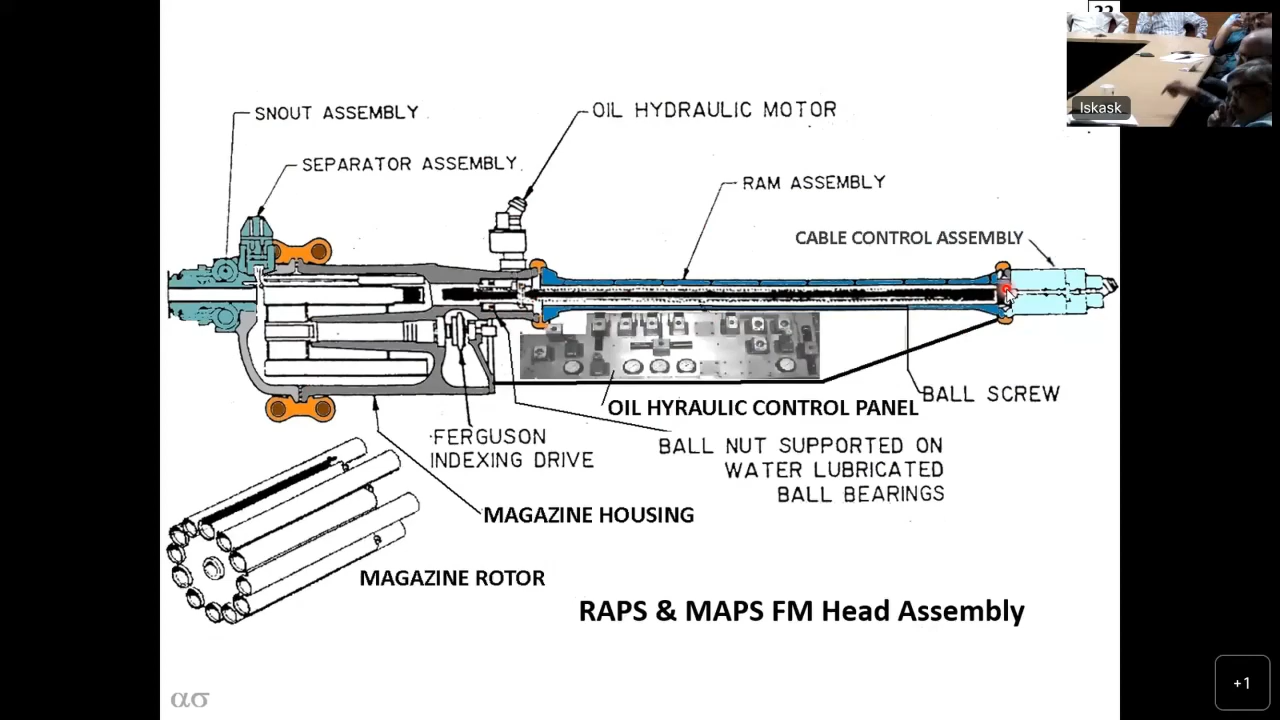 22
Iskask
SNOUT ASSEMBLY
OIL HYDRAULIC MOTOR
SEPARATOR ASSEMBLY
RAM ASSEMBLY
CABLE CONTROL ASSEMBLY
BALL SCREW
OIL HYRAULIC CONTROL PANEL
FERGUSON
INDEXING DRIVE
BALL NUT SUPPORTED ON
WATER LUBRICATED
BALL BEARINGS
MAGAZINE HOUSING
MAGAZINE ROTOR
RAPS & MAPS FM Head Assembly
+1
ασ